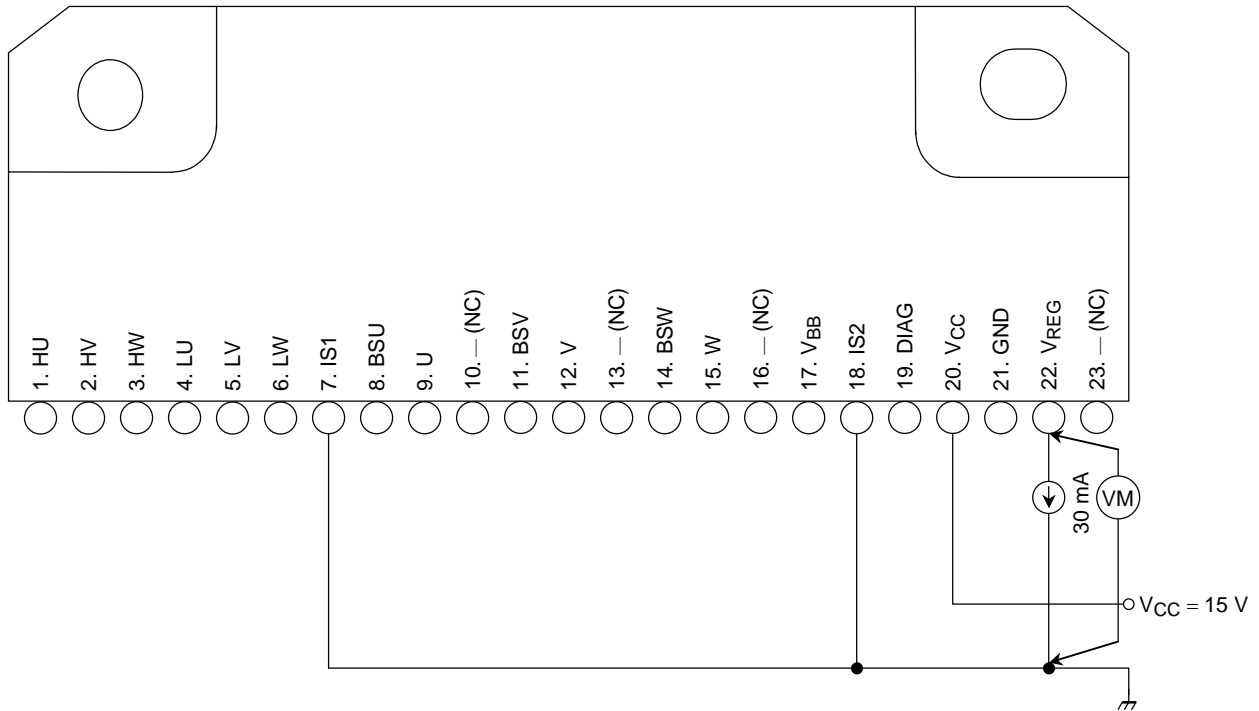 1. HU
2. HV
3. HW
4. LU
5. LV
6. LW
7. IS1
8. BSU
9. U
10. — (NC)
11. BSV
12. V
13. — (NC)
14. BSW
15. W
16. — (NC)
17. VBB
18. IS2
19. DIAG
20. VCC
21. GND
22. VREG
23. — (NC)
30 mA
VM
VCC = 15 V